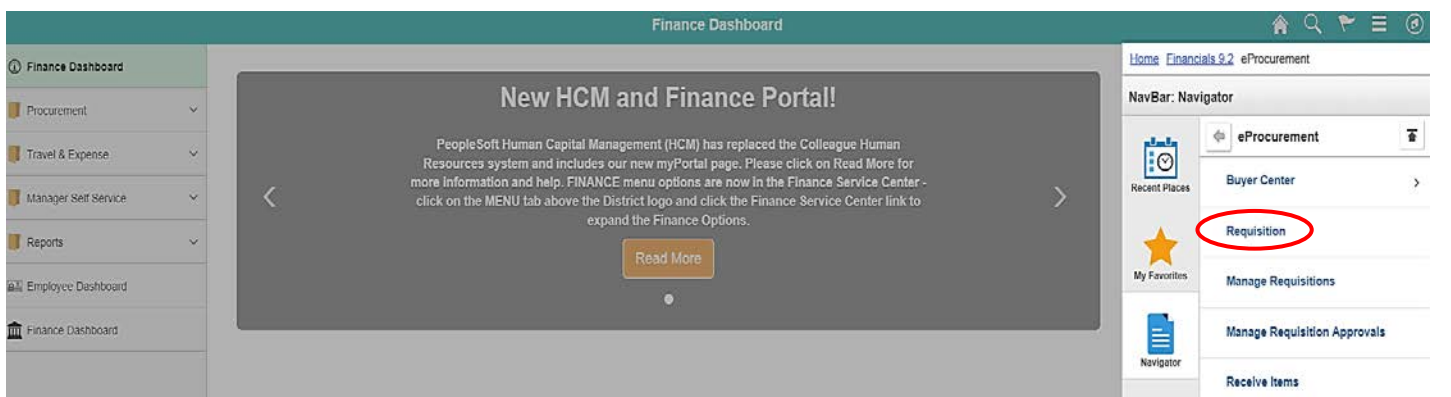 Finance Dashboard
Finance Dashboard
Procurement
Travel & Expense
Manager Self Service
Reports
Employee Dashboard
Finance Dashboard
New HCM and Finance Portal!
PeopleSoft Human Capital Management (HCM) has replaced the Colleague Human
Resources system and includes our new myPortal page. Please click on Read More for
more information and help. FINANCE menu options are now in the Finance Service Center -
click on the MENU tab above the District logo and click the Finance Service Center link to
expand the Finance Options.
Read More
Home Financials 9.2 eProcurement
NavBar: Navigator
Recent Places
My Favorites
Navigator
eProcurement
Buyer Center
Requisition
Manage Requisitions
Manage Requisition Approvals
Receive Items